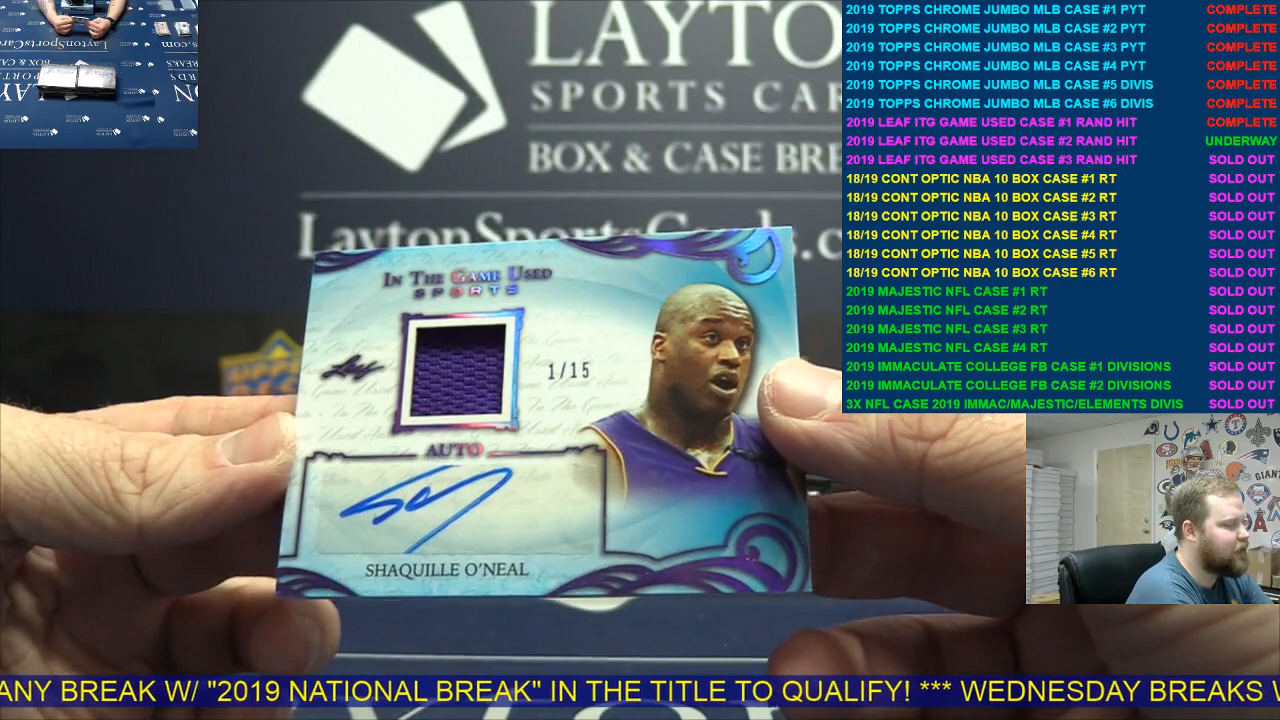 LaytonSportsCar
LAYTO
SPORTS CAR
BOX & CASE BRE
LaytonSportsCards.c
IN THE GAME USED
SPORTS
Leaf
1/15
AUTO
SHAQUILLE O'NEAL
2019 TOPPS CHROME JUMBO MLB CASE #1 PYT COMPLETE
2019 TOPPS CHROME JUMBO MLB CASE #2 PYT COMPLETE
2019 TOPPS CHROME JUMBO MLB CASE #3 PYT COMPLETE
2019 TOPPS CHROME JUMBO MLB CASE #4 PYT COMPLETE
2019 TOPPS CHROME JUMBO MLB CASE #5 DIVIS COMPLETE
2019 TOPPS CHROME JUMBO MLB CASE #6 DIVIS COMPLETE
2019 LEAF ITG GAME USED CASE #1 RAND HIT COMPLETE
2019 LEAF ITG GAME USED CASE #2 RAND HIT UNDERWAY
2019 LEAF ITG GAME USED CASE #3 RAND HIT SOLD OUT
18/19 CONT OPTIC NBA 10 BOX CASE #1 RT SOLD OUT
18/19 CONT OPTIC NBA 10 BOX CASE #2 RT SOLD OUT
18/19 CONT OPTIC NBA 10 BOX CASE #3 RT SOLD OUT
18/19 CONT OPTIC NBA 10 BOX CASE #4 RT SOLD OUT
18/19 CONT OPTIC NBA 10 BOX CASE #5 RT SOLD OUT
18/19 CONT OPTIC NBA 10 BOX CASE #6 RT SOLD OUT
2019 MAJESTIC NFL CASE #1 RT SOLD OUT
2019 MAJESTIC NFL CASE #2 RT SOLD OUT
2019 MAJESTIC NFL CASE #3 RT SOLD OUT
2019 MAJESTIC NFL CASE #4 RT SOLD OUT
2019 IMMACULATE COLLEGE FB CASE #1 DIVISIONS SOLD OUT
2019 IMMACULATE COLLEGE FB CASE #2 DIVISIONS SOLD OUT
3X NFL CASE 2019 IMMAC/MAJESTIC/ELEMENTS DIVIS SOLD OUT
GIANT
ANY BREAK W/ "2019 NATIONAL BREAK" IN THE TITLE TO QUALIFY! *** WEDNESDAY BREAKS W